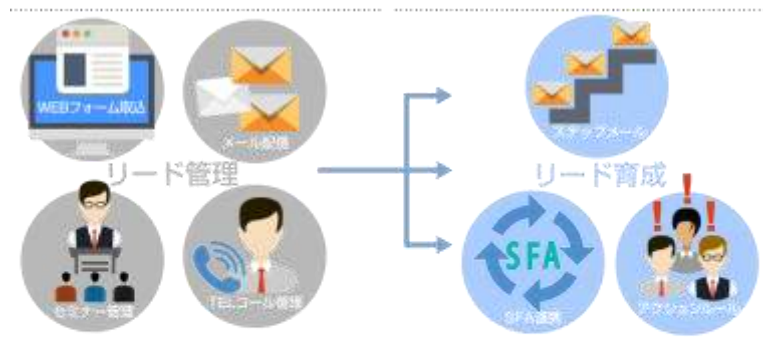 WEBフォーム取込
メール配信
リード管理
セミナー管理
TELコール管理
ステップメール
リード育成
SFA
SFA連携
アクションルール